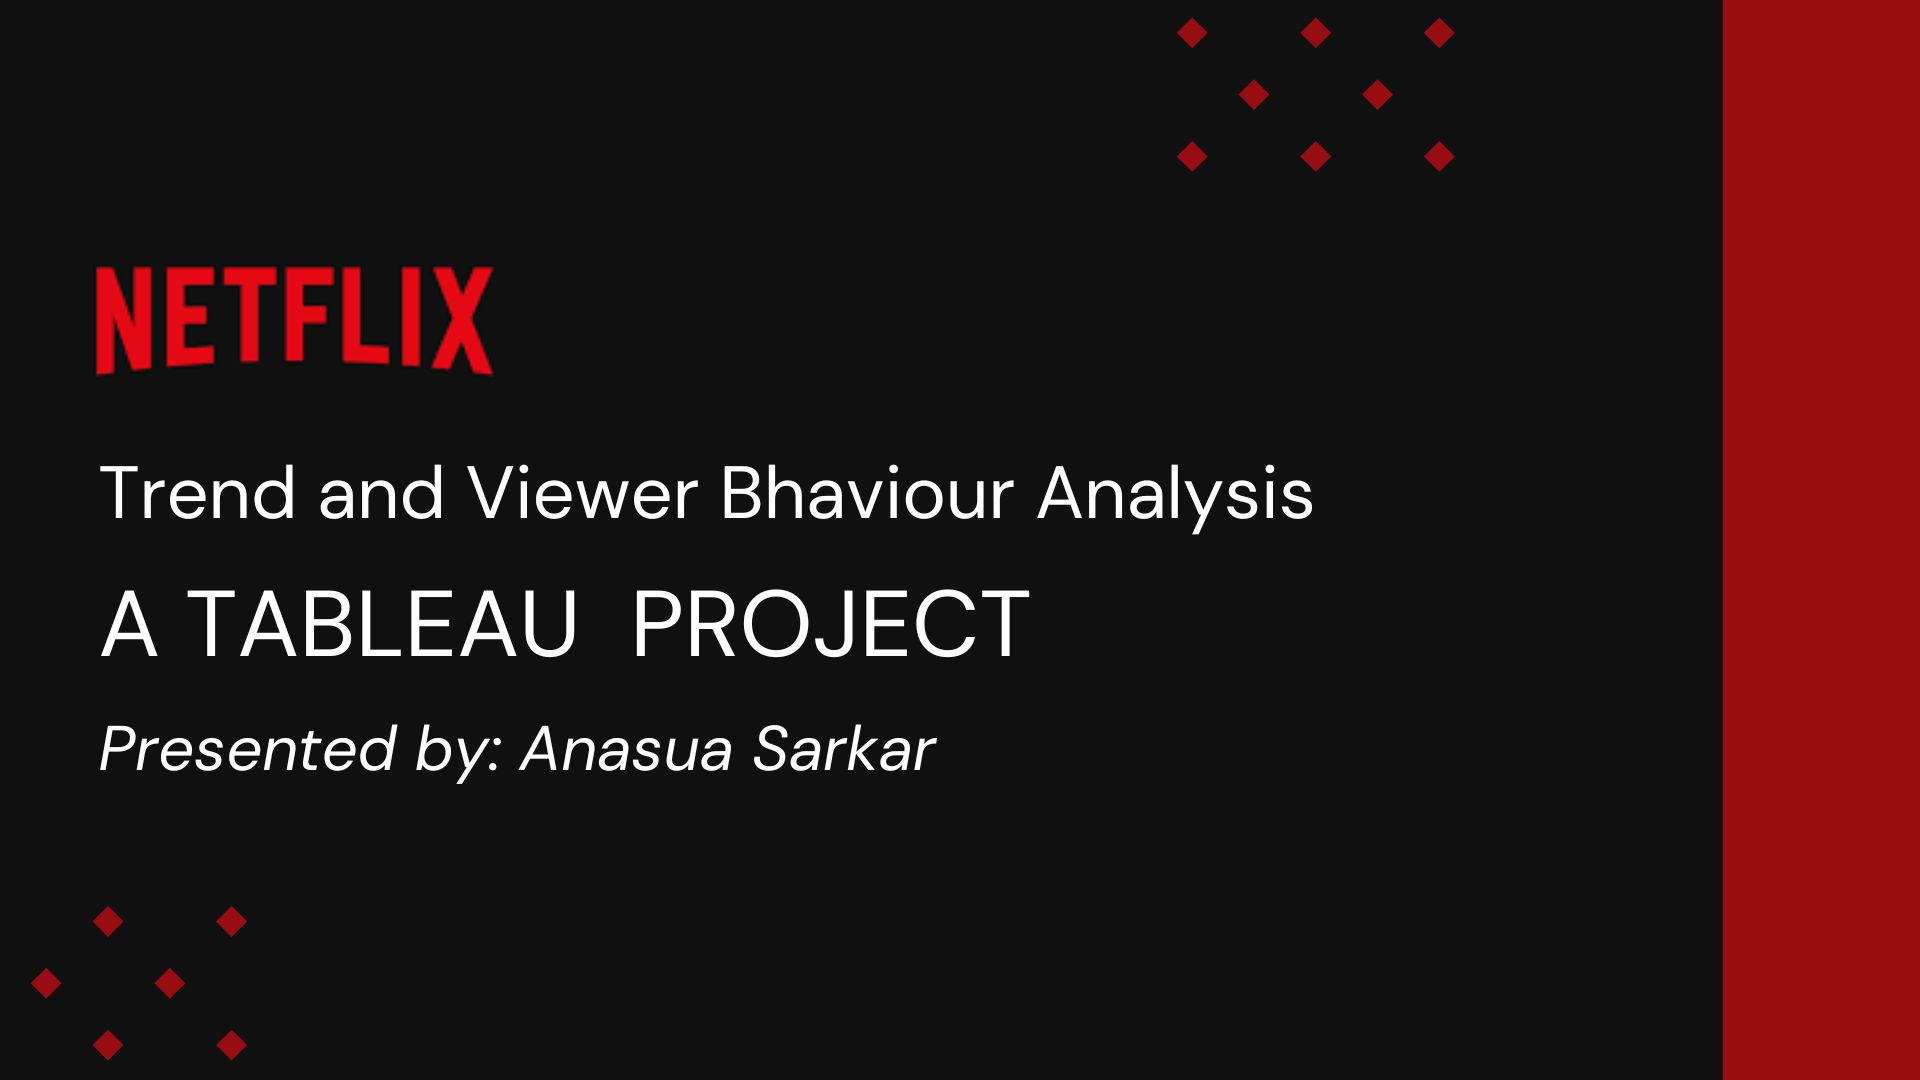 NETFLIX
Trend and Viewer Bhaviour Analysis
A TABLEAU  PROJECT
Presented by: Anasua Sarkar